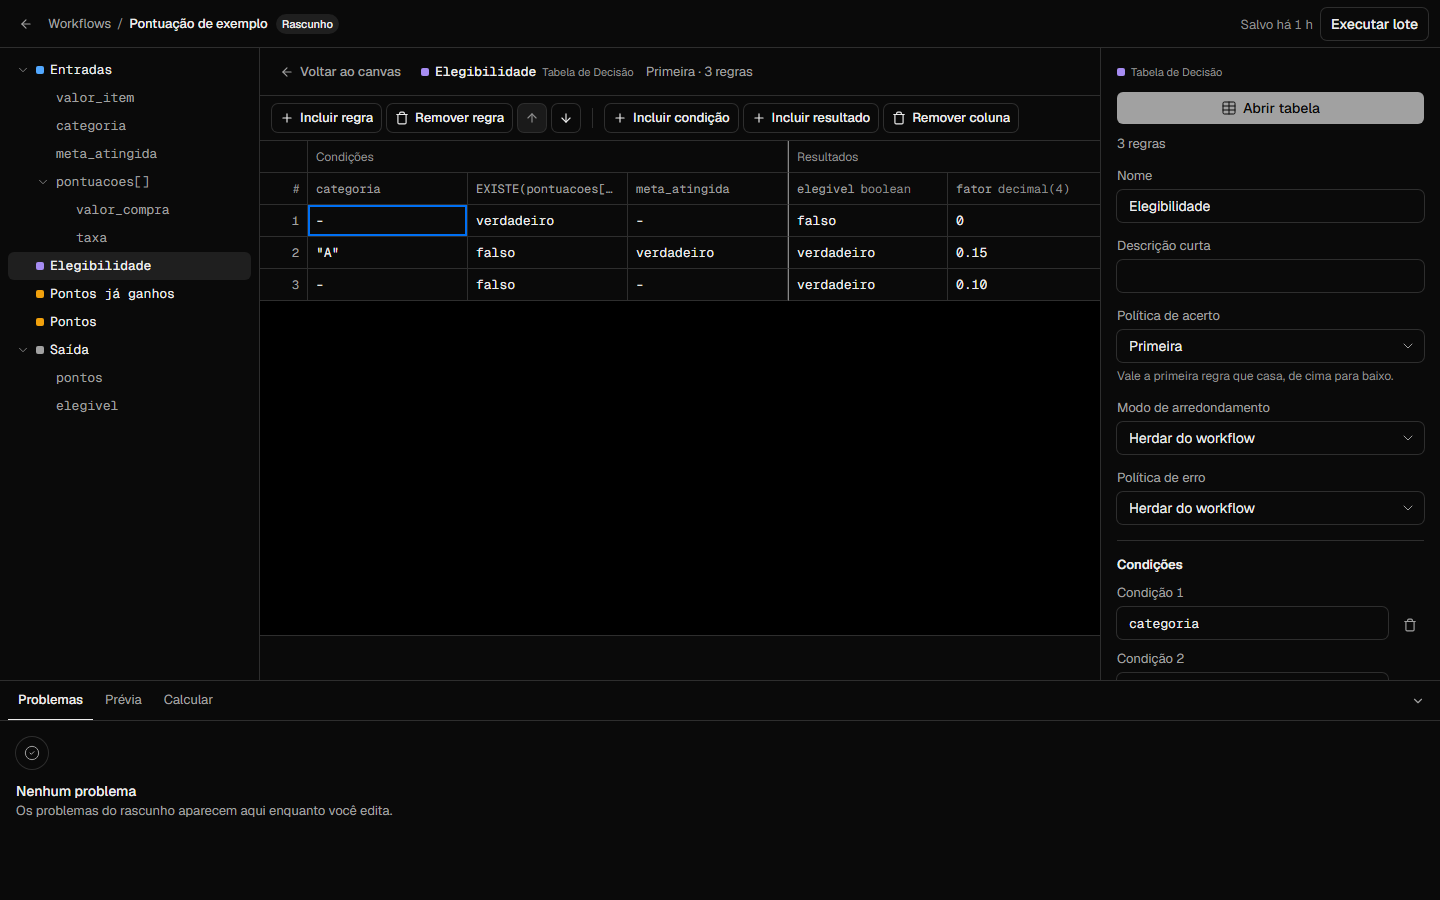 Workflows / Pontuação de exemplo Rascunho
Salvo há 1 h Executar lote
Entradas
valor_item
categoria
meta_atingida
pontuacoes[]
valor_compra
taxa
Elegibilidade
Pontos já ganhos
Pontos
Saída
pontos
elegivel
Voltar ao canvas Elegibilidade Tabela de Decisão Primeira · 3 regras
Incluir regra Remover regra Incluir condição Incluir resultado Remover coluna
Condições Resultados
# categoria EXISTE(pontuacoes[… meta_atingida elegivel boolean fator decimal(4)
1 - verdadeiro - falso 0
2 "A" falso verdadeiro verdadeiro 0.15
3 - falso - verdadeiro 0.10
Tabela de Decisão
Abrir tabela
3 regras
Nome
Elegibilidade
Descrição curta
Política de acerto
Primeira
Vale a primeira regra que casa, de cima para baixo.
Modo de arredondamento
Herdar do workflow
Política de erro
Herdar do workflow
Condições
Condição 1
categoria
Condição 2
Problemas Prévia Calcular
Nenhum problema
Os problemas do rascunho aparecem aqui enquanto você edita.